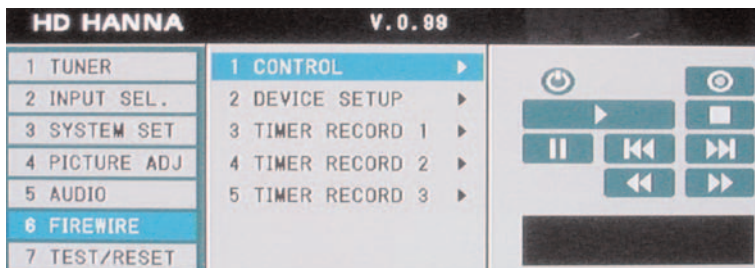 HD HANNA V.0.99
1 TUNER
2 INPUT SEL.
3 SYSTEM SET
4 PICTURE ADJ
5 AUDIO
6 FIREWIRE
7 TEST/RESET
1 CONTROL
2 DEVICE SETUP
3 TIMER RECORD 1
4 TIMER RECORD 2
5 TIMER RECORD 3